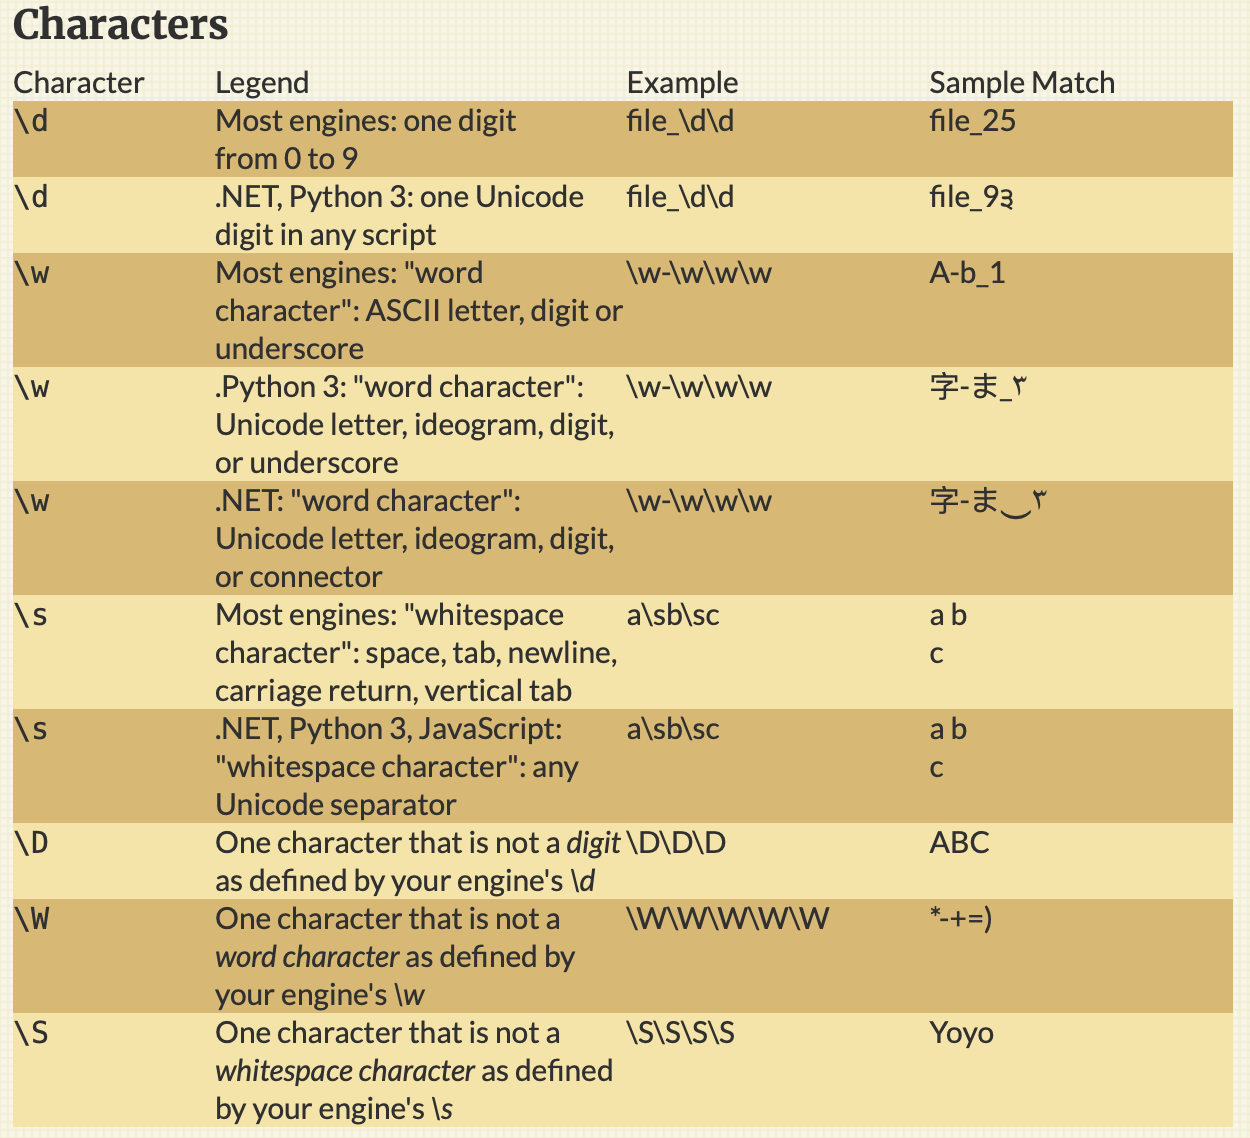 Characters
Character Legend Example Sample Match
\d Most engines: one digit file_\d\d file_25
from 0 to 9
\d .NET, Python 3: one Unicode file_\d\d file_9੩
digit in any script
\w Most engines: "word \w-\w\w\w A-b_1
character": ASCII letter, digit or
underscore
\w .Python 3: "word character": \w-\w\w\w 字-ま_٣
Unicode letter, ideogram, digit,
or underscore
\w .NET: "word character": \w-\w\w\w 字-ま‿٣
Unicode letter, ideogram, digit,
or connector
\s Most engines: "whitespace a\sb\sc a b
character": space, tab, newline, c
carriage return, vertical tab
\s .NET, Python 3, JavaScript: a\sb\sc a b
"whitespace character": any c
Unicode separator
\D One character that is not a digit \D\D\D ABC
as defined by your engine's \d
\W One character that is not a \W\W\W\W\W *-+=)
word character as defined by
your engine's \w
\S One character that is not a \S\S\S\S Yoyo
whitespace character as defined
by your engine's \s